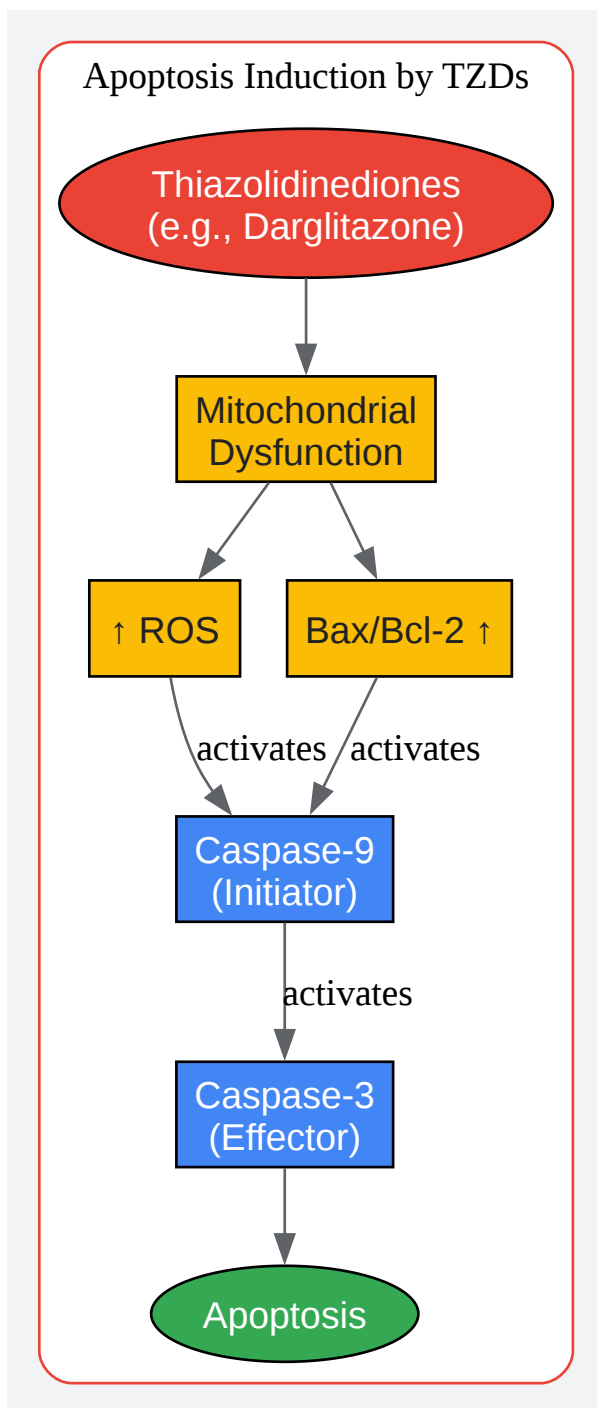 Apoptosis Induction by TZDs
Thiazolidinediones
(e.g., Darglitazone)
Mitochondrial
Dysfunction
↑ ROS
Bax/Bcl-2 ↑
activates
activates
Caspase-9
(Initiator)
activates
Caspase-3
(Effector)
Apoptosis